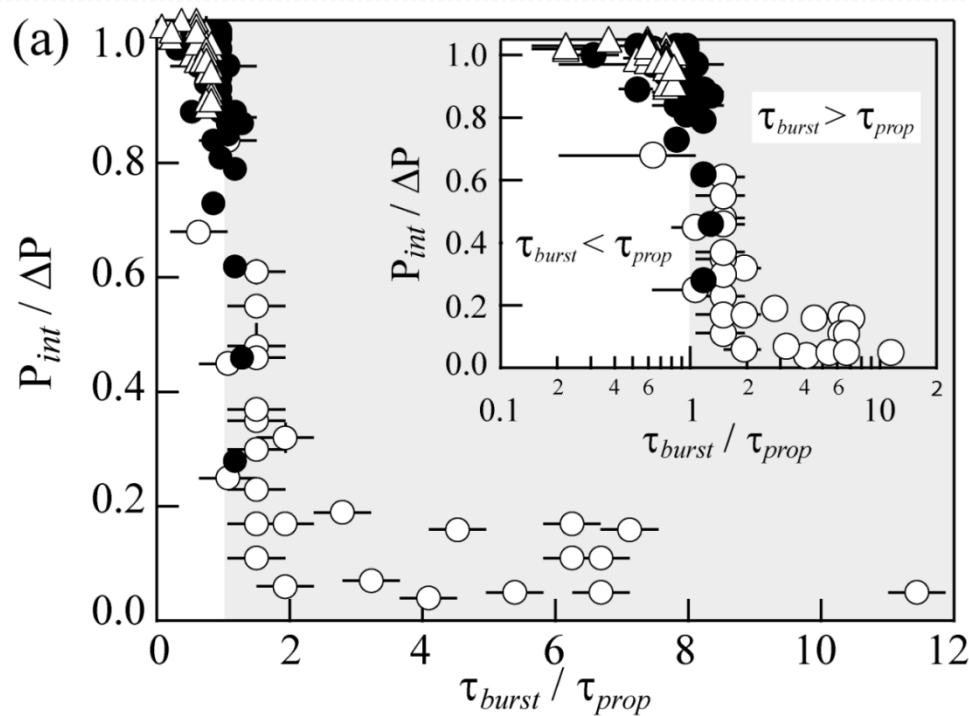 (a)
1.0
0.8
0.6
0.4
0.2
0.0
P_int / ΔP
0 2 4 6 8 10 12
τ_burst / τ_prop
1.0
0.8
0.6
0.4
0.2
0.0
P_int / ΔP
τ_burst > τ_prop
τ_burst < τ_prop
2 4 6 2 4 6 2
0.1 1 10
τ_burst / τ_prop